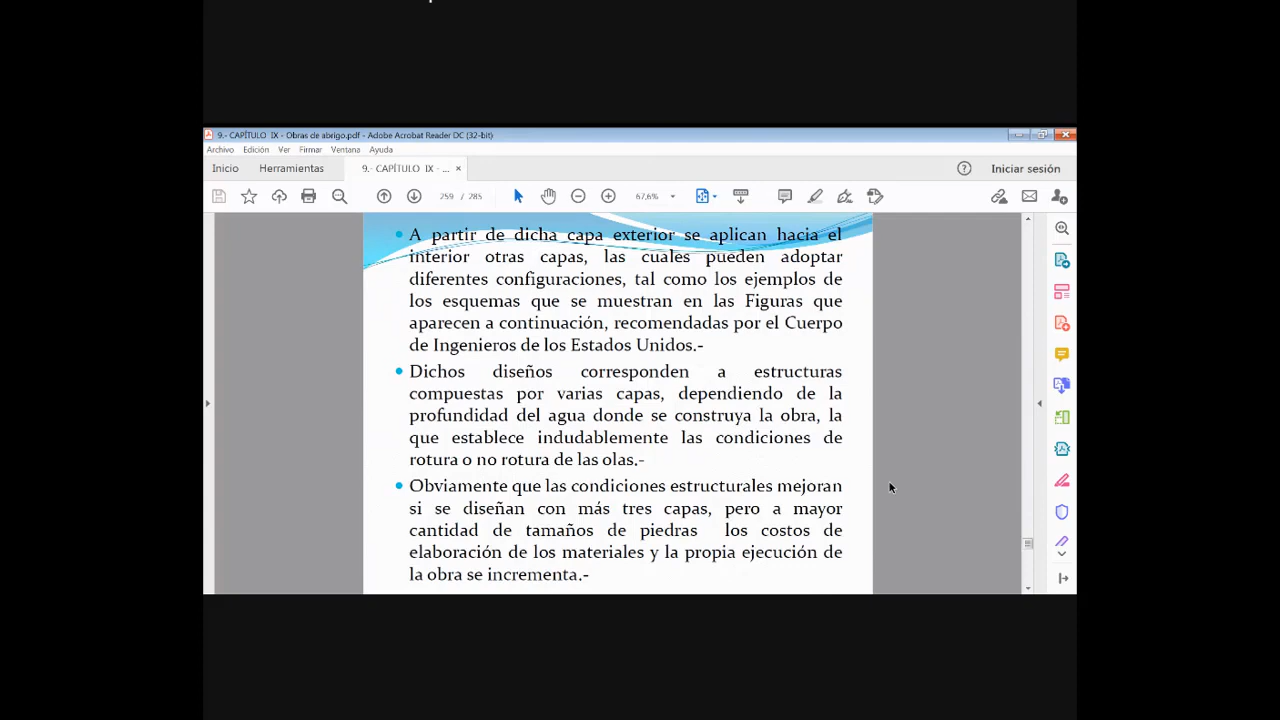 9.- CAPÍTULO IX - Obras de abrigo.pdf - Adobe Acrobat Reader DC (32-bit)
Archivo Edición Ver Firmar Ventana Ayuda
Inicio Herramientas 9.- CAPÍTULO IX - ... × Iniciar sesión
259 / 285 67,6%
• A partir de dicha capa exterior se aplican hacia el
interior otras capas, las cuales pueden adoptar
diferentes configuraciones, tal como los ejemplos de
los esquemas que se muestran en las Figuras que
aparecen a continuación, recomendadas por el Cuerpo
de Ingenieros de los Estados Unidos.-
• Dichos diseños corresponden a estructuras
compuestas por varias capas, dependiendo de la
profundidad del agua donde se construya la obra, la
que establece indudablemente las condiciones de
rotura o no rotura de las olas.-
• Obviamente que las condiciones estructurales mejoran
si se diseñan con más tres capas, pero a mayor
cantidad de tamaños de piedras los costos de
elaboración de los materiales y la propia ejecución de
la obra se incrementa.-